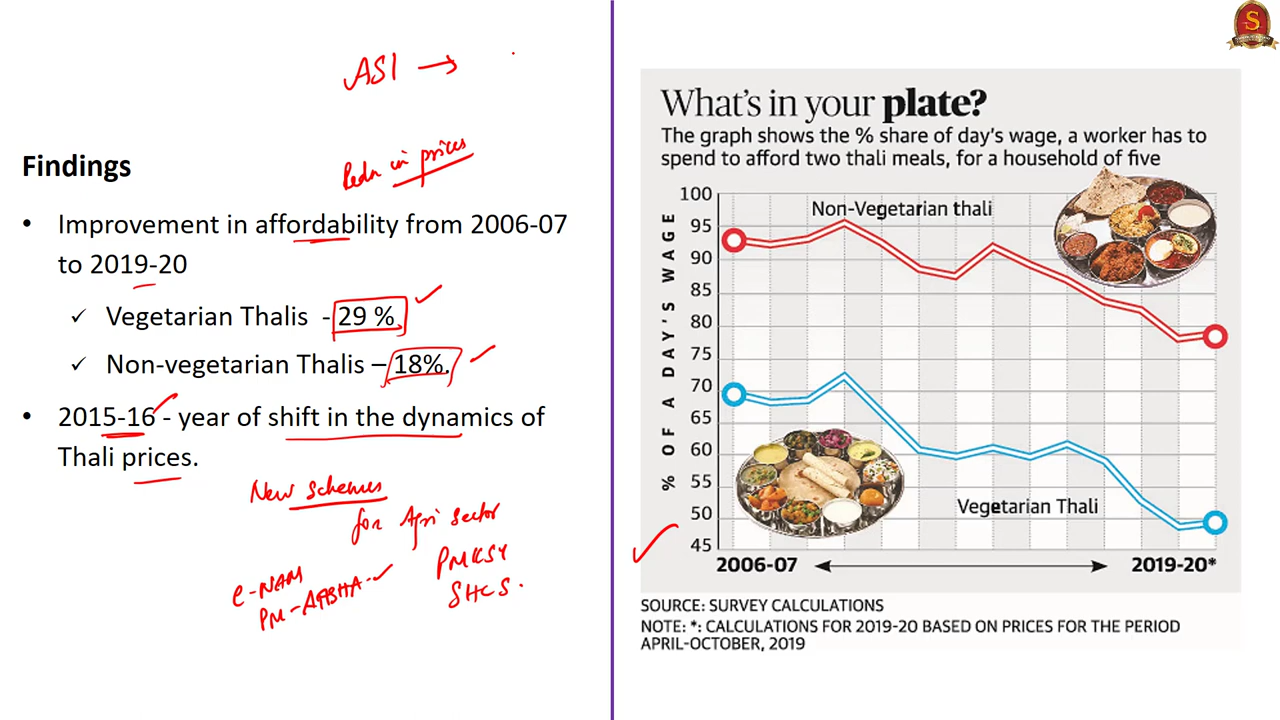 ASI →
Redn in prices
Findings
• Improvement in affordability from 2006-07
to 2019-20
✓ Vegetarian Thalis - 29 %.
✓ Non-vegetarian Thalis – 18%.
• 2015-16 - year of shift in the dynamics of
Thali prices.
New schemes
for Agri sector
e-NAM
PM-AASHA
PMKSY
SHCS.
S
What's in your plate?
The graph shows the % share of day's wage, a worker has to
spend to afford two thali meals, for a household of five
% OF A DAY'S WAGE
100
95
90
85
80
75
70
65
60
55
50
45
Non-Vegetarian thali
Vegetarian Thali
2006-07
2019-20*
SOURCE: SURVEY CALCULATIONS
NOTE: *: CALCULATIONS FOR 2019-20 BASED ON PRICES FOR THE PERIOD
APRIL-OCTOBER, 2019